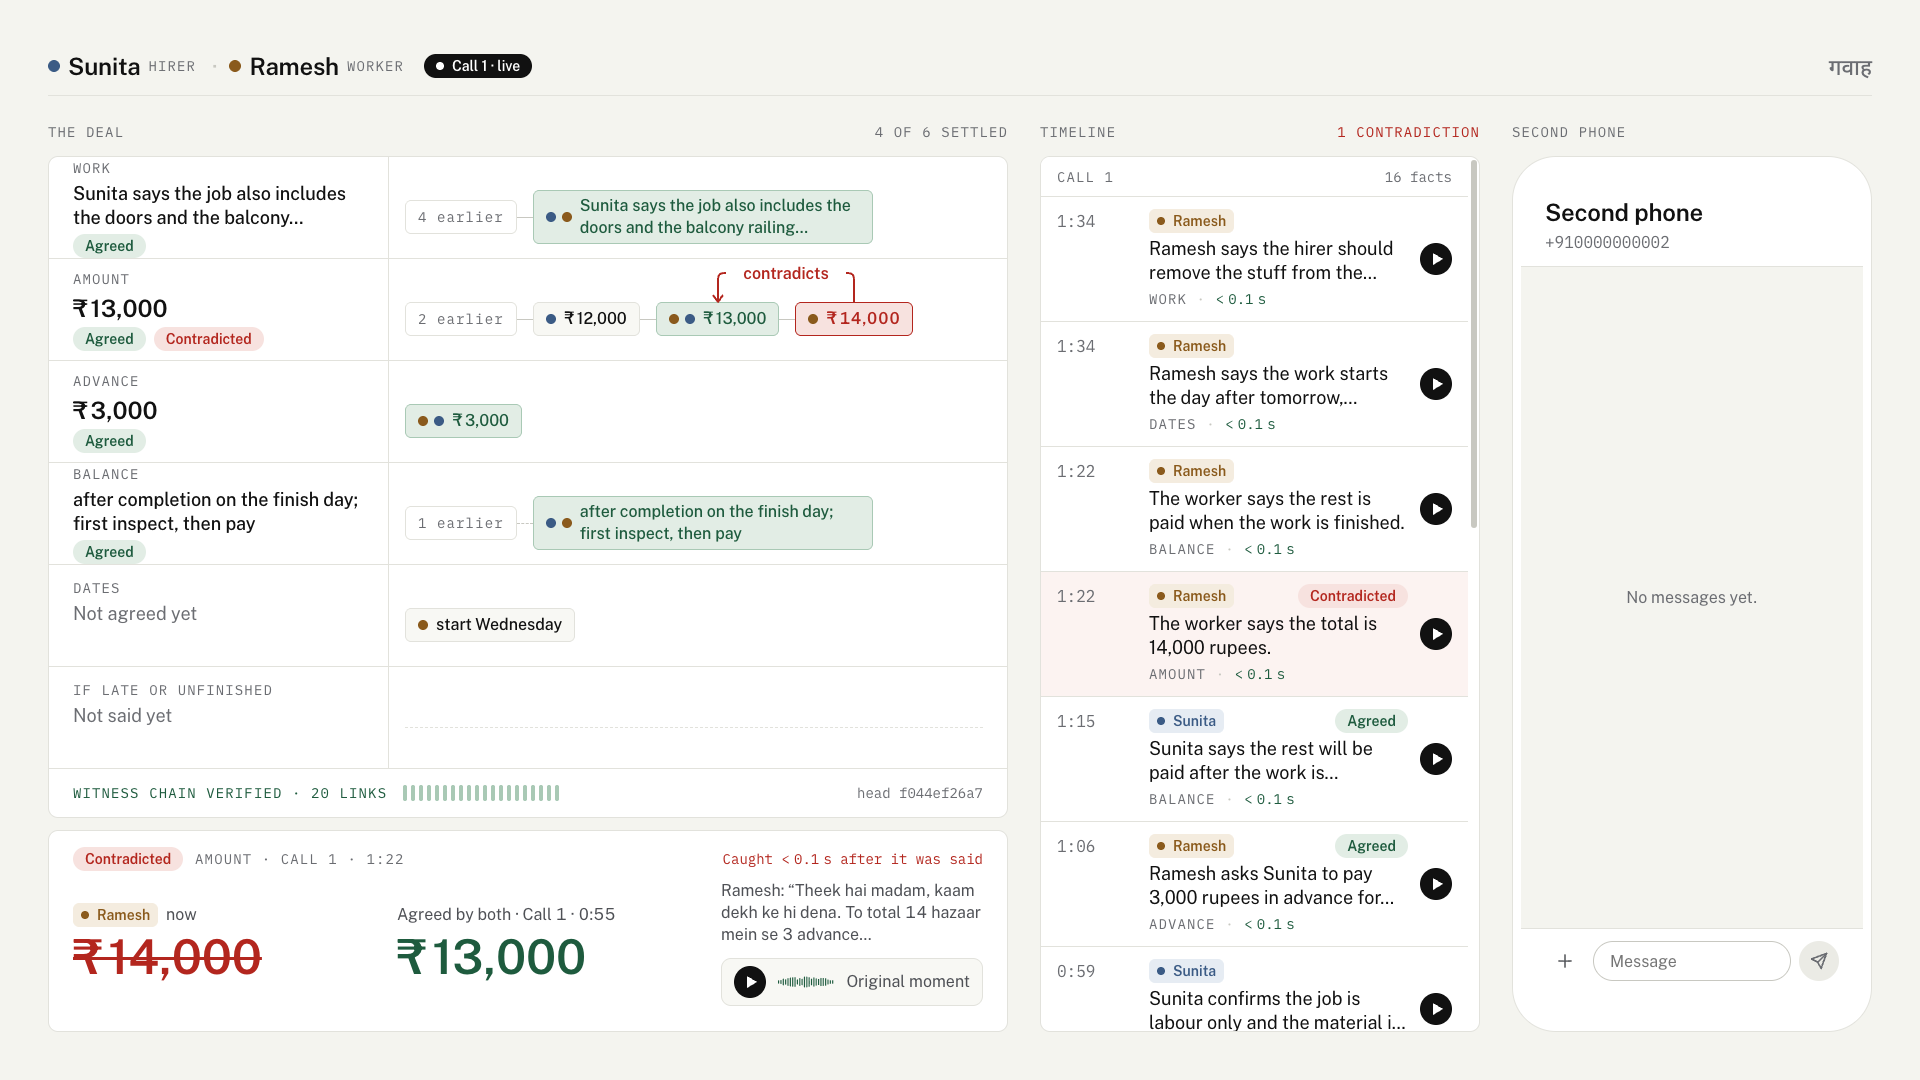 Sunita HIRER · Ramesh WORKER Call 1 · live
गवाह
THE DEAL 4 OF 6 SETTLED
WORK
Sunita says the job also includes
the doors and the balcony...
Agreed
4 earlier
Sunita says the job also includes the
doors and the balcony railing...
AMOUNT
₹13,000
Agreed Contradicted
contradicts
2 earlier ₹12,000 ₹13,000 ₹14,000
ADVANCE
₹3,000
Agreed
₹3,000
BALANCE
after completion on the finish day;
first inspect, then pay
Agreed
1 earlier
after completion on the finish day;
first inspect, then pay
DATES
Not agreed yet
start Wednesday
IF LATE OR UNFINISHED
Not said yet
WITNESS CHAIN VERIFIED · 20 LINKS head f044ef26a7
Contradicted AMOUNT · CALL 1 · 1:22
Ramesh now
₹14,000
Agreed by both · Call 1 · 0:55
₹13,000
Caught <0.1 s after it was said
Ramesh: “Theek hai madam, kaam
dekh ke hi dena. To total 14 hazaar
mein se 3 advance...
Original moment
TIMELINE 1 CONTRADICTION
CALL 1 16 facts
1:34 Ramesh
Ramesh says the hirer should
remove the stuff from the...
WORK · <0.1 s
1:34 Ramesh
Ramesh says the work starts
the day after tomorrow,...
DATES · <0.1 s
1:22 Ramesh
The worker says the rest is
paid when the work is finished.
BALANCE · <0.1 s
1:22 Ramesh Contradicted
The worker says the total is
14,000 rupees.
AMOUNT · <0.1 s
1:15 Sunita Agreed
Sunita says the rest will be
paid after the work is...
BALANCE · <0.1 s
1:06 Ramesh Agreed
Ramesh asks Sunita to pay
3,000 rupees in advance for...
ADVANCE · <0.1 s
0:59 Sunita
Sunita confirms the job is
labour only and the material i...
SECOND PHONE
Second phone
+910000000002
No messages yet.
Message